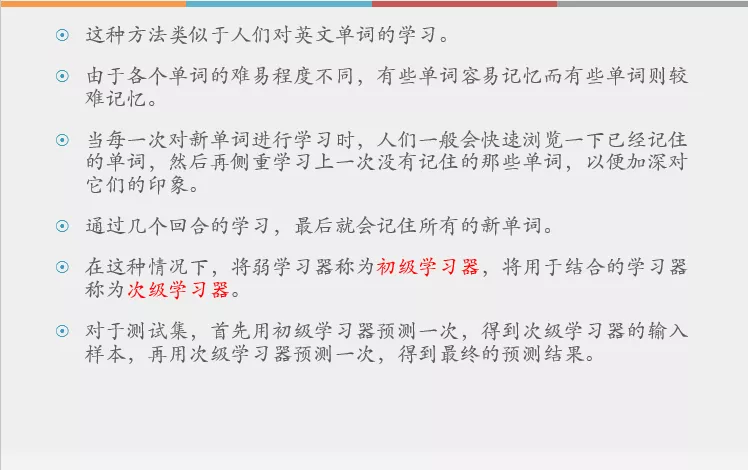 这种方法类似于人们对英文单词的学习。
由于各个单词的难易程度不同，有些单词容易记忆而有些单词则较
难记忆。
当每一次对新单词进行学习时，人们一般会快速浏览一下已经记住
的单词，然后再侧重学习上一次没有记住的那些单词，以便加深对
它们的印象。
通过几个回合的学习，最后就会记住所有的新单词。
在这种情况下，将弱学习器称为初级学习器，将用于结合的学习器
称为次级学习器。
对于测试集，首先用初级学习器预测一次，得到次级学习器的输入
样本，再用次级学习器预测一次，得到最终的预测结果。